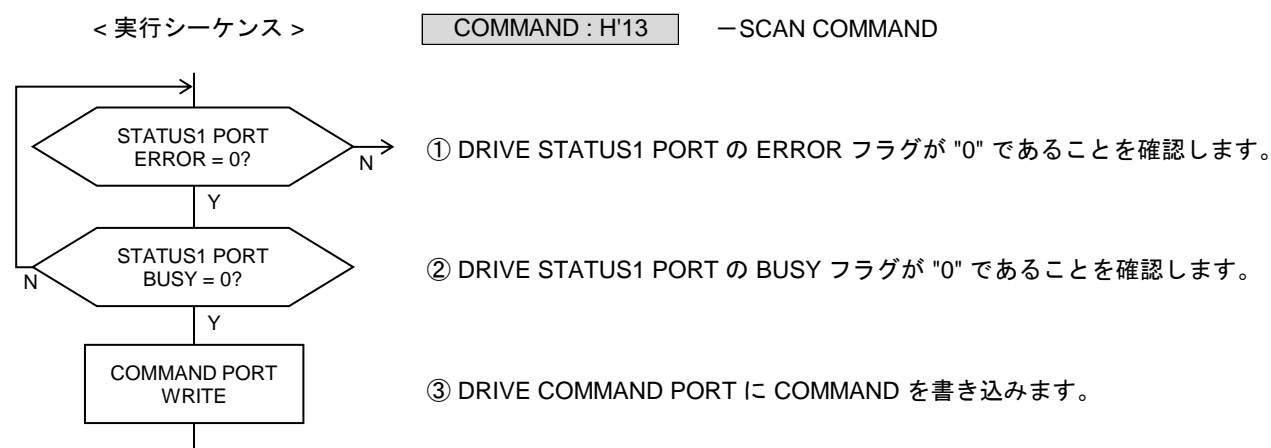 < 実行シーケンス >
COMMAND : H'13
－SCAN COMMAND
STATUS1 PORT
ERROR = 0?
N
① DRIVE STATUS1 PORT の ERROR フラグが "0" であることを確認します。
Y
STATUS1 PORT
BUSY = 0?
N
② DRIVE STATUS1 PORT の BUSY フラグが "0" であることを確認します。
Y
COMMAND PORT
WRITE
③ DRIVE COMMAND PORT に COMMAND を書き込みます。